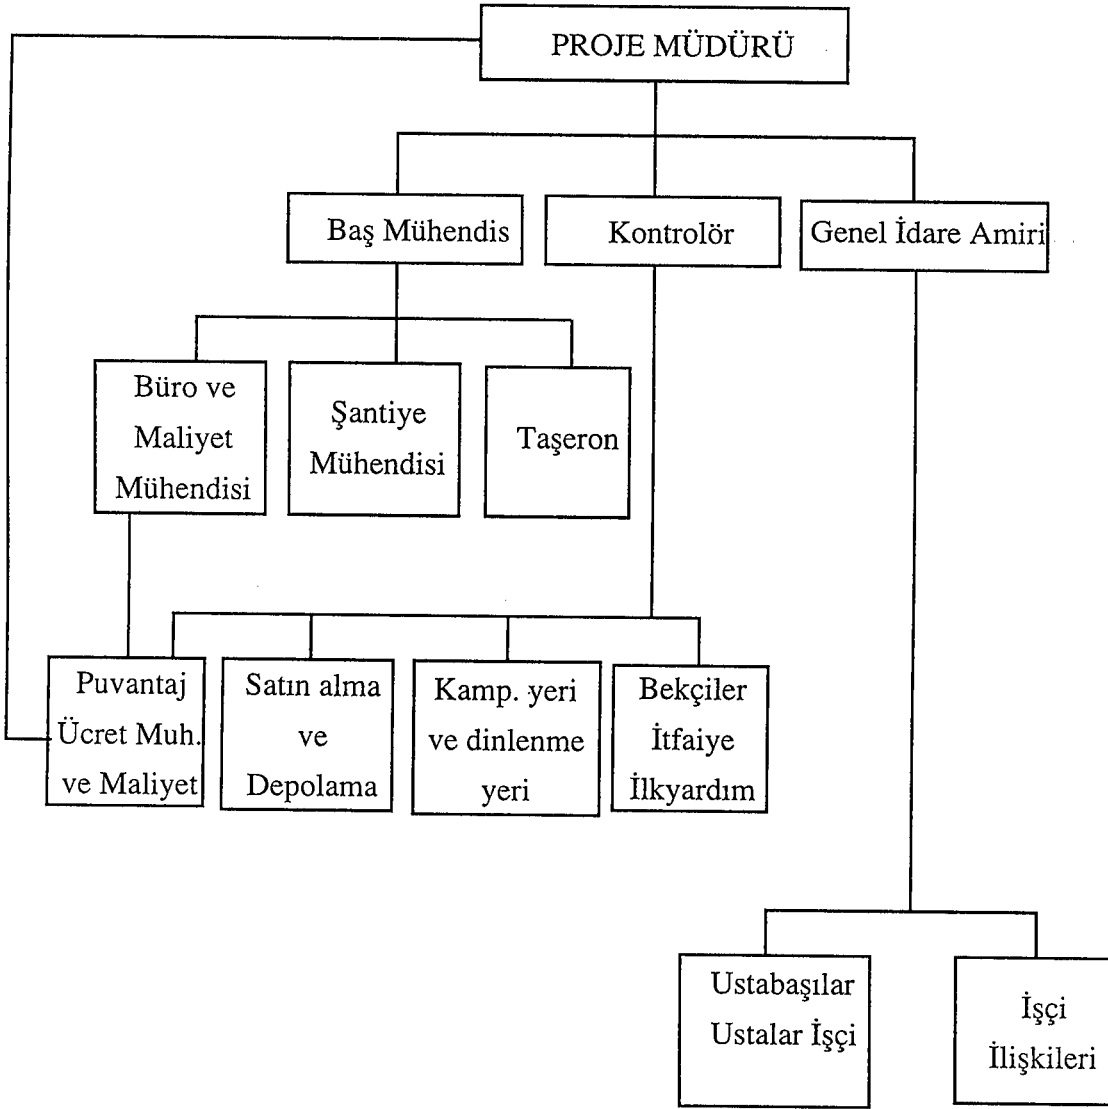 PROJE MÜDÜRÜ
Baş Mühendis
Kontrolör
Genel İdare Amiri
Büro ve
Maliyet
Mühendisi
Şantiye
Mühendisi
Taşeron
Puvantaj
Ücret Muh.
ve Maliyet
Satın alma
ve
Depolama
Kamp. yeri
ve dinlenme
yeri
Bekçiler
İtfaiye
İlkyardım
Ustabaşılar
Ustalar İşçi
İşçi
İlişkileri